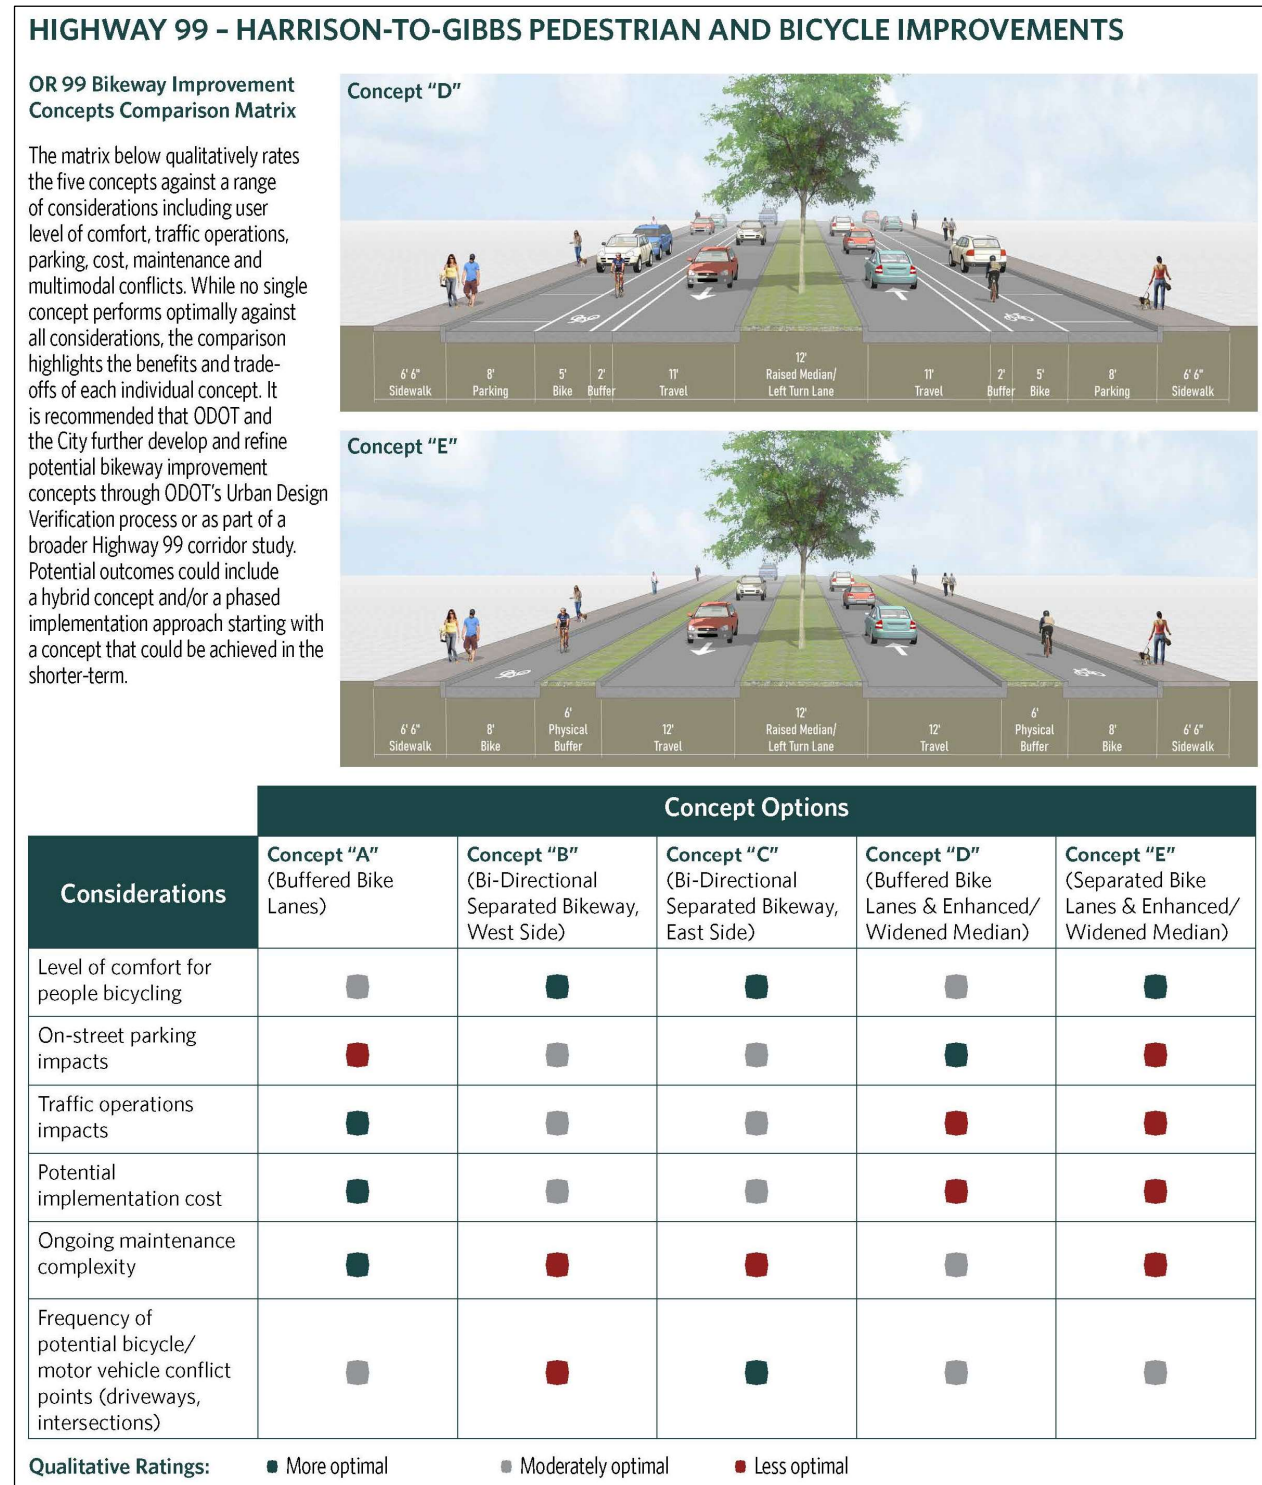 HIGHWAY 99 – HARRISON-TO-GIBBS PEDESTRIAN AND BICYCLE IMPROVEMENTS
OR 99 Bikeway Improvement
Concepts Comparison Matrix
The matrix below qualitatively rates
the five concepts against a range
of considerations including user
level of comfort, traffic operations,
parking, cost, maintenance and
multimodal conflicts. While no single
concept performs optimally against
all considerations, the comparison
highlights the benefits and trade-
offs of each individual concept. It
is recommended that ODOT and
the City further develop and refine
potential bikeway improvement
concepts through ODOT's Urban Design
Verification process or as part of a
broader Highway 99 corridor study.
Potential outcomes could include
a hybrid concept and/or a phased
implementation approach starting with
a concept that could be achieved in the
shorter-term.
Concept "D"
6' 6" Sidewalk
8' Parking
5' Bike
2' Buffer
11' Travel
12' Raised Median/
Left Turn Lane
11' Travel
2' Buffer
5' Bike
8' Parking
6' 6" Sidewalk
Concept "E"
6' 6" Sidewalk
8' Bike
6' Physical
Buffer
12' Travel
12' Raised Median/
Left Turn Lane
12' Travel
6' Physical
Buffer
8' Bike
6' 6" Sidewalk
Concept Options
Considerations
Concept "A"
(Buffered Bike
Lanes)
Concept "B"
(Bi-Directional
Separated Bikeway,
West Side)
Concept "C"
(Bi-Directional
Separated Bikeway,
East Side)
Concept "D"
(Buffered Bike
Lanes & Enhanced/
Widened Median)
Concept "E"
(Separated Bike
Lanes & Enhanced/
Widened Median)
Level of comfort for
people bicycling
On-street parking
impacts
Traffic operations
impacts
Potential
implementation cost
Ongoing maintenance
complexity
Frequency of
potential bicycle/
motor vehicle conflict
points (driveways,
intersections)
Qualitative Ratings: More optimal Moderately optimal Less optimal